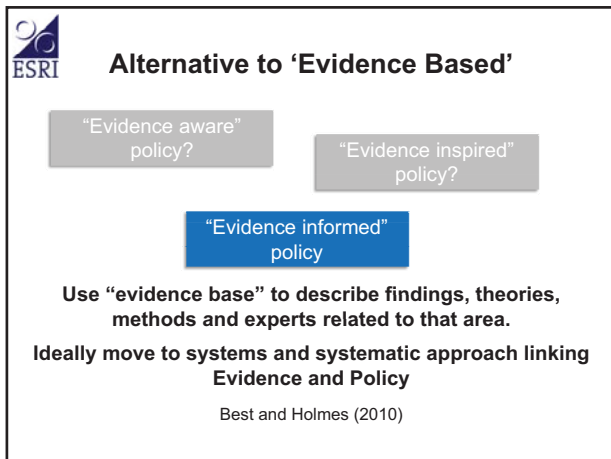 ESRI
Alternative to ‘Evidence Based’
“Evidence aware”
policy?
“Evidence inspired”
policy?
“Evidence informed”
policy
Use “evidence base” to describe findings, theories,
methods and experts related to that area.
Ideally move to systems and systematic approach linking
Evidence and Policy
Best and Holmes (2010)